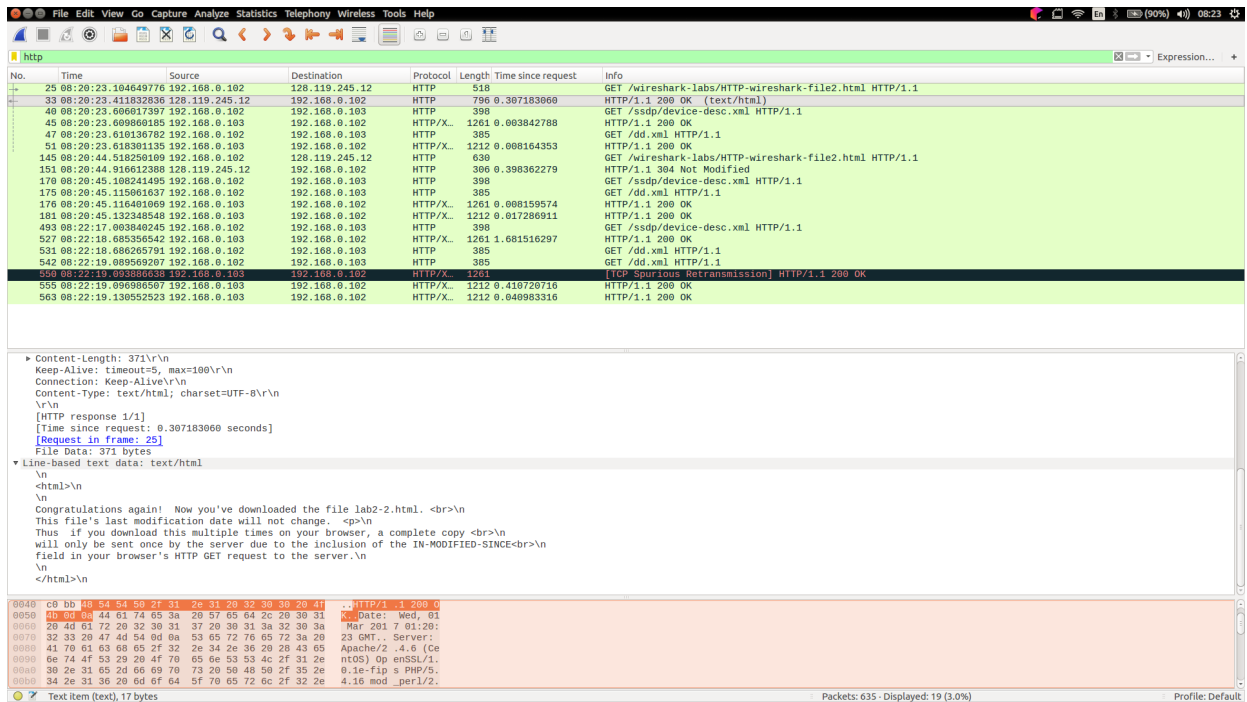 File Edit View Go Capture Analyze Statistics Telephony Wireless Tools Help En (90%) 08:23
http Expression… +
No. Time Source Destination Protocol Length Time since request Info
25 08:20:23.104649776 192.168.0.102 128.119.245.12 HTTP 518 GET /wireshark-labs/HTTP-wireshark-file2.html HTTP/1.1
33 08:20:23.411832836 128.119.245.12 192.168.0.102 HTTP 796 0.307183060 HTTP/1.1 200 OK (text/html)
40 08:20:23.606017397 192.168.0.102 192.168.0.103 HTTP 398 GET /ssdp/device-desc.xml HTTP/1.1
45 08:20:23.609860185 192.168.0.103 192.168.0.102 HTTP/X… 1261 0.003842788 HTTP/1.1 200 OK
47 08:20:23.610136782 192.168.0.102 192.168.0.103 HTTP 385 GET /dd.xml HTTP/1.1
51 08:20:23.618301135 192.168.0.103 192.168.0.102 HTTP/X… 1212 0.008164353 HTTP/1.1 200 OK
145 08:20:44.518250109 192.168.0.102 128.119.245.12 HTTP 630 GET /wireshark-labs/HTTP-wireshark-file2.html HTTP/1.1
151 08:20:44.916612388 128.119.245.12 192.168.0.102 HTTP 306 0.398362279 HTTP/1.1 304 Not Modified
170 08:20:45.108241495 192.168.0.102 192.168.0.103 HTTP 398 GET /ssdp/device-desc.xml HTTP/1.1
175 08:20:45.115061637 192.168.0.102 192.168.0.103 HTTP 385 GET /dd.xml HTTP/1.1
176 08:20:45.116401069 192.168.0.103 192.168.0.102 HTTP/X… 1261 0.008159574 HTTP/1.1 200 OK
181 08:20:45.132348548 192.168.0.103 192.168.0.102 HTTP/X… 1212 0.017286911 HTTP/1.1 200 OK
493 08:22:17.003840245 192.168.0.102 192.168.0.103 HTTP 398 GET /ssdp/device-desc.xml HTTP/1.1
527 08:22:18.685356542 192.168.0.103 192.168.0.102 HTTP/X… 1261 1.681516297 HTTP/1.1 200 OK
531 08:22:18.686265791 192.168.0.102 192.168.0.103 HTTP 385 GET /dd.xml HTTP/1.1
542 08:22:19.089569207 192.168.0.102 192.168.0.103 HTTP 385 GET /dd.xml HTTP/1.1
550 08:22:19.093886638 192.168.0.103 192.168.0.102 HTTP/X… 1261 [TCP Spurious Retransmission] HTTP/1.1 200 OK
555 08:22:19.096986507 192.168.0.103 192.168.0.102 HTTP/X… 1212 0.410720716 HTTP/1.1 200 OK
563 08:22:19.130552523 192.168.0.103 192.168.0.102 HTTP/X… 1212 0.040983316 HTTP/1.1 200 OK
Content-Length: 371\r\n
Keep-Alive: timeout=5, max=100\r\n
Connection: Keep-Alive\r\n
Content-Type: text/html; charset=UTF-8\r\n
\r\n
[HTTP response 1/1]
[Time since request: 0.307183060 seconds]
[Request in frame: 25]
File Data: 371 bytes
Line-based text data: text/html
\n
<html>\n
\n
Congratulations again!  Now you've downloaded the file lab2-2.html. <br>\n
This file's last modification date will not change.  <p>\n
Thus  if you download this multiple times on your browser, a complete copy <br>\n
will only be sent once by the server due to the inclusion of the IN-MODIFIED-SINCE<br>\n
field in your browser's HTTP GET request to the server.\n
\n
</html>\n
0040 c0 bb 48 54 54 50 2f 31 2e 31 20 32 30 30 20 4f ..HTTP/1 .1 200 O
0050 4b 0d 0a 44 61 74 65 3a 20 57 65 64 2c 20 30 31 K..Date: Wed, 01
0060 20 4d 61 72 20 32 30 31 37 20 30 31 3a 32 30 3a Mar 201 7 01:20:
0070 32 33 20 47 4d 54 0d 0a 53 65 72 76 65 72 3a 20 23 GMT.. Server:
0080 41 70 61 63 68 65 2f 32 2e 34 2e 36 20 28 43 65 Apache/2 .4.6 (Ce
0090 6e 74 4f 53 29 20 4f 70 65 6e 53 53 4c 2f 31 2e ntOS) Op enSSL/1.
00a0 30 2e 31 65 2d 66 69 70 73 20 50 48 50 2f 35 2e 0.1e-fip s PHP/5.
00b0 34 2e 31 36 20 6d 6f 64 5f 70 65 72 6c 2f 32 2e 4.16 mod _perl/2.
Text item (text), 17 bytes Packets: 635 · Displayed: 19 (3.0%) Profile: Default